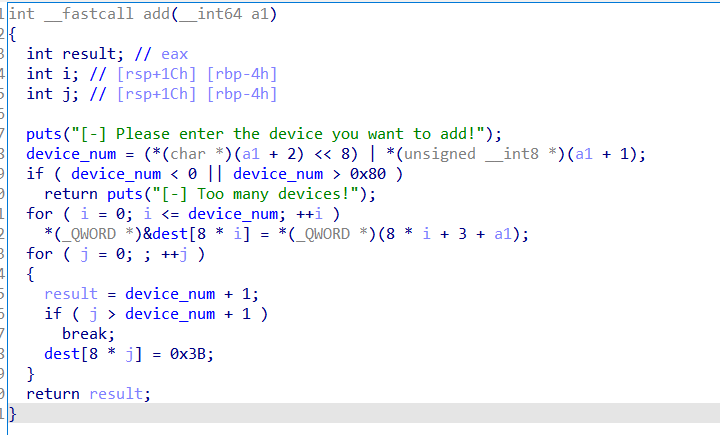 1 int __fastcall add(__int64 a1)
2 {
3   int result; // eax
4   int i; // [rsp+1Ch] [rbp-4h]
5   int j; // [rsp+1Ch] [rbp-4h]
6
7   puts("[-] Please enter the device you want to add!");
8   device_num = (*(char *)(a1 + 2) << 8) | *(unsigned __int8 *)(a1 + 1);
9   if ( device_num < 0 || device_num > 0x80 )
0     return puts("[-] Too many devices!");
1   for ( i = 0; i <= device_num; ++i )
2     *(_QWORD *)&dest[8 * i] = *(_QWORD *)(8 * i + 3 + a1);
3   for ( j = 0; ; ++j )
4   {
5     result = device_num + 1;
6     if ( j > device_num + 1 )
7       break;
8     dest[8 * j] = 0x3B;
9   }
0   return result;
1 }